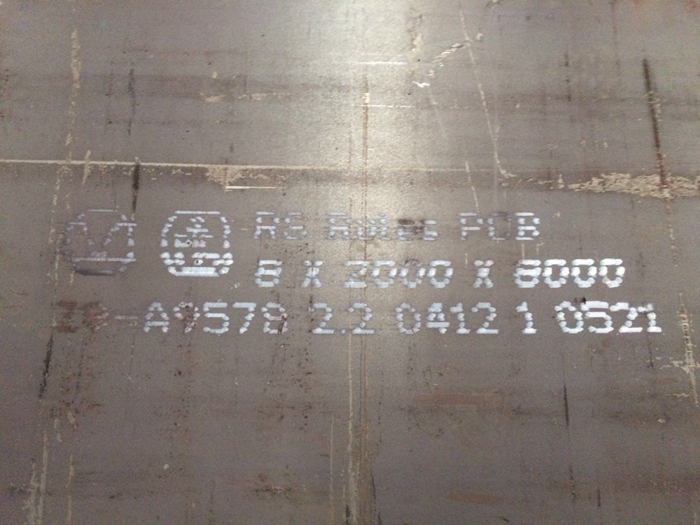 RS Rules PCB
8 X 2000 X 8000
A9578 2.2 0412 1 0521